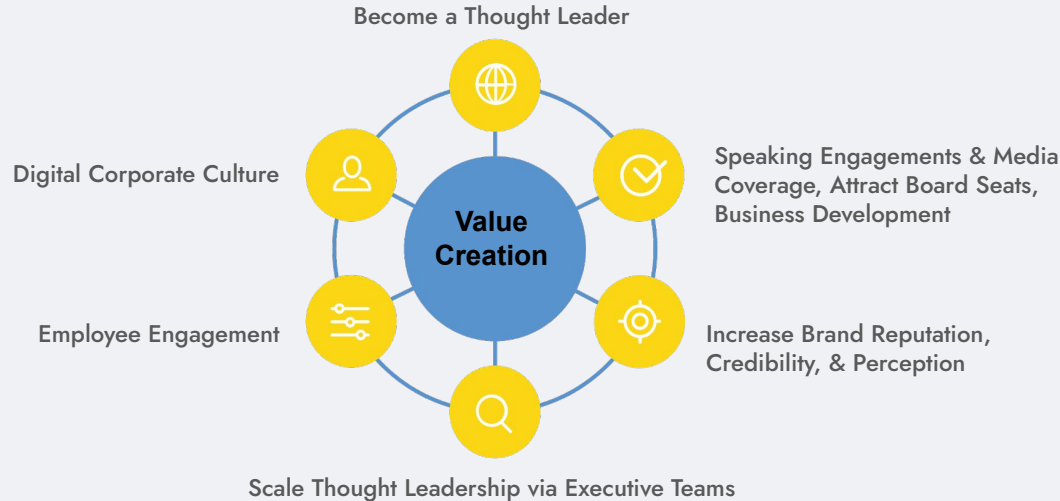 Become a Thought Leader
Digital Corporate Culture
Speaking Engagements & Media
Coverage, Attract Board Seats,
Business Development
Value
Creation
Employee Engagement
Increase Brand Reputation,
Credibility, & Perception
Scale Thought Leadership via Executive Teams